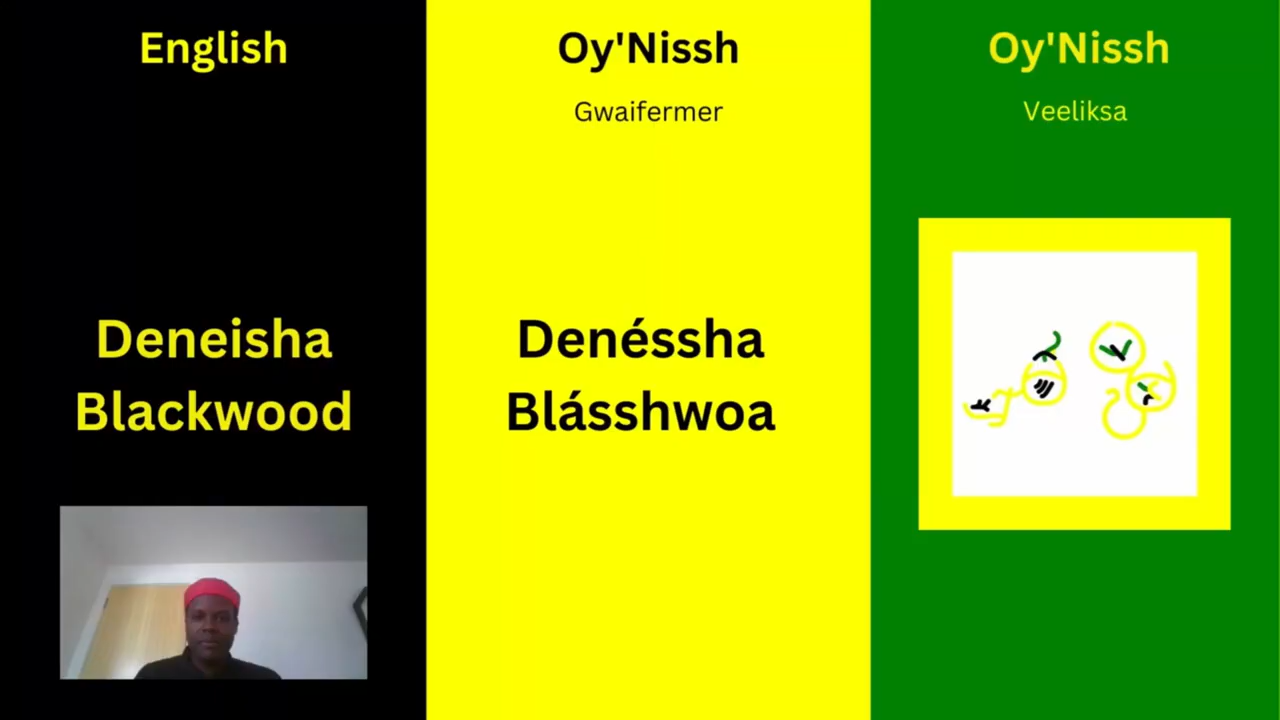 English
Deneisha
Blackwood
Oy'Nissh
Gwaifermer
Denéssha
Blásshwoa
Oy'Nissh
Veeliksa